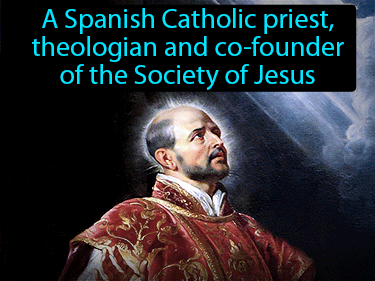 A Spanish Catholic priest,
theologian and co-founder
of the Society of Jesus